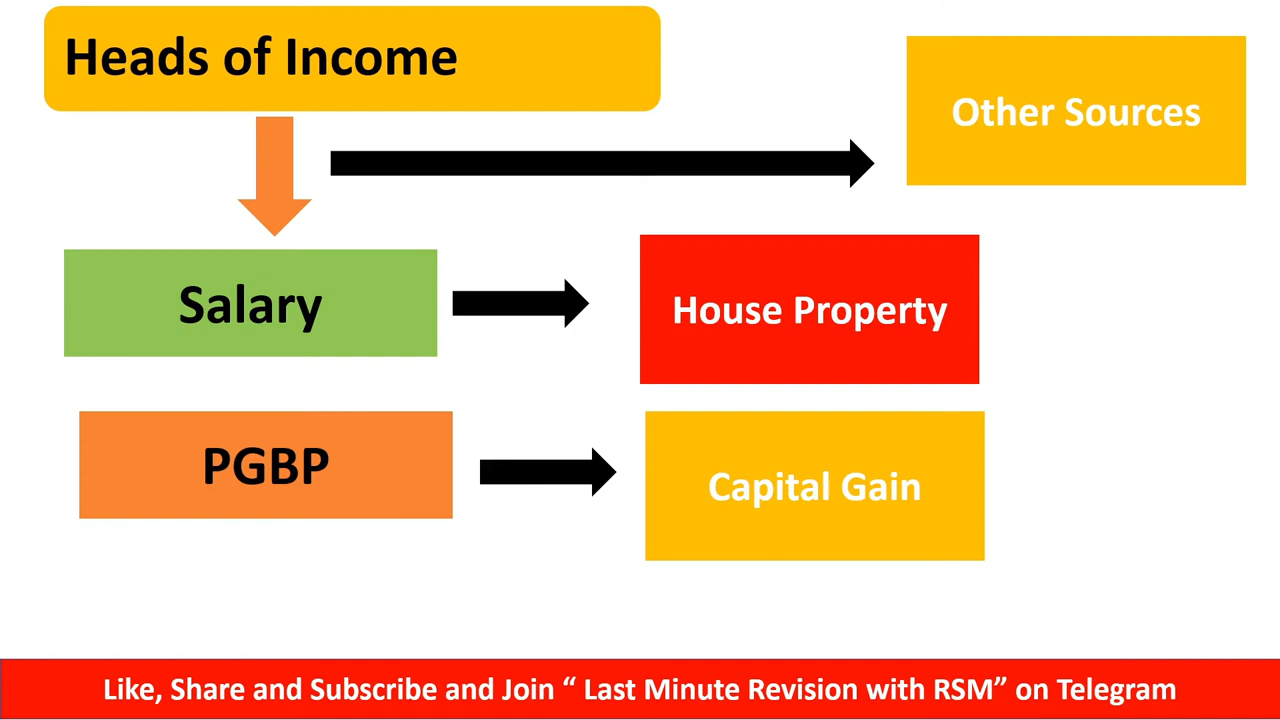 Heads of Income
Other Sources
Salary
House Property
PGBP
Capital Gain
Like, Share and Subscribe and Join “ Last Minute Revision with RSM” on Telegram